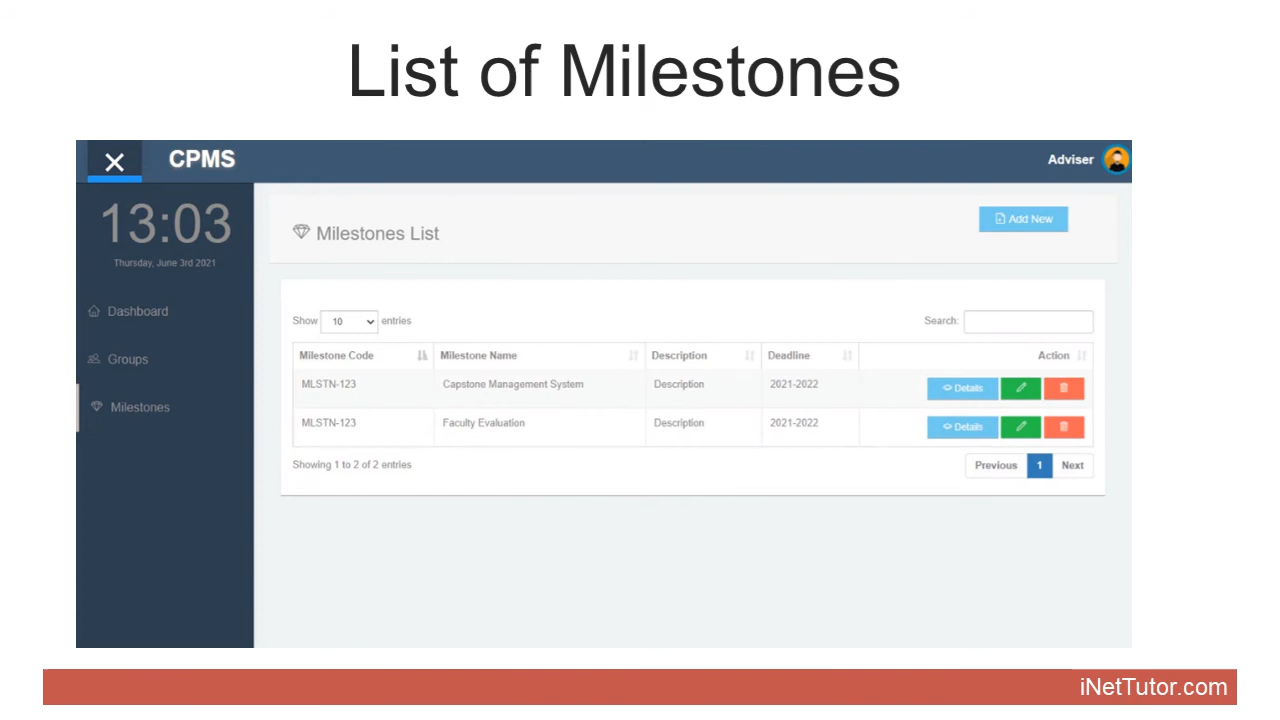 List of Milestones
CPMS
Adviser
13:03
Thursday, June 3rd 2021
Dashboard
Groups
Milestones
Milestones List
Add New
Show 10 entries
Search:
Milestone Code Milestone Name Description Deadline Action
MLSTN-123 Capstone Management System Description 2021-2022 Details
MLSTN-123 Faculty Evaluation Description 2021-2022 Details
Showing 1 to 2 of 2 entries
Previous 1 Next
iNetTutor.com